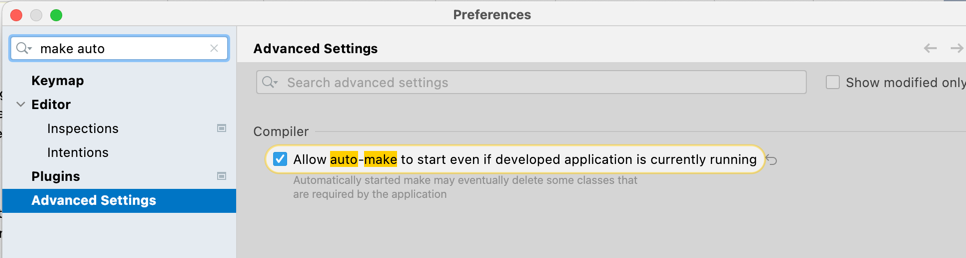 Preferences
make auto
Keymap
Editor
Inspections
Intentions
Plugins
Advanced Settings
Advanced Settings
Search advanced settings
Show modified only
Compiler
Allow auto-make to start even if developed application is currently running
Automatically started make may eventually delete some classes that
are required by the application